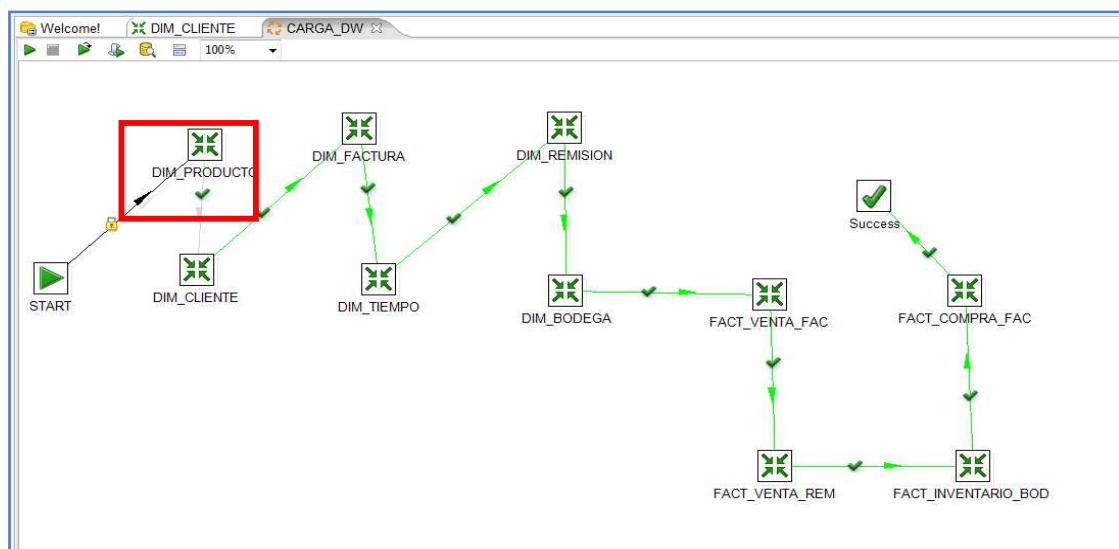 Welcome!
DIM_CLIENTE
CARGA_DW
100%
DIM_PRODUCTO
DIM_FACTURA
DIM_REMISION
Success
START
DIM_CLIENTE
DIM_TIEMPO
DIM_BODEGA
FACT_VENTA_FAC
FACT_COMPRA_FAC
FACT_VENTA_REM
FACT_INVENTARIO_BOD